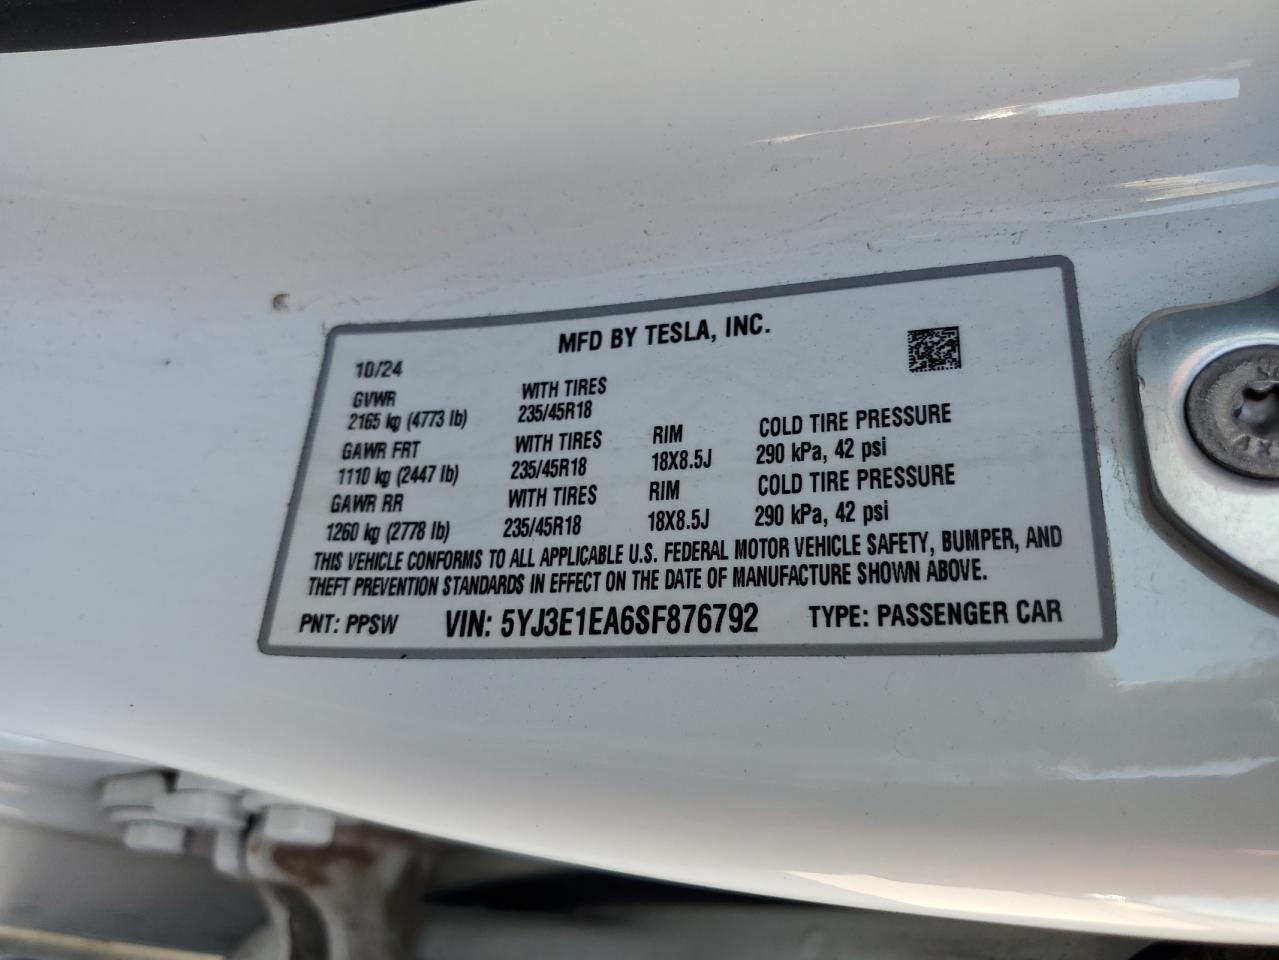 MFD BY TESLA, INC.
10/24
GVWR WITH TIRES
2165 kg (4773 lb) 235/45R18
GAWR FRT WITH TIRES RIM COLD TIRE PRESSURE
1110 kg (2447 lb) 235/45R18 18X8.5J 290 kPa, 42 psi
GAWR RR WITH TIRES RIM COLD TIRE PRESSURE
1260 kg (2778 lb) 235/45R18 18X8.5J 290 kPa, 42 psi
THIS VEHICLE CONFORMS TO ALL APPLICABLE U.S. FEDERAL MOTOR VEHICLE SAFETY, BUMPER, AND
THEFT PREVENTION STANDARDS IN EFFECT ON THE DATE OF MANUFACTURE SHOWN ABOVE.
PNT: PPSW VIN: 5YJ3E1EA6SF876792 TYPE: PASSENGER CAR